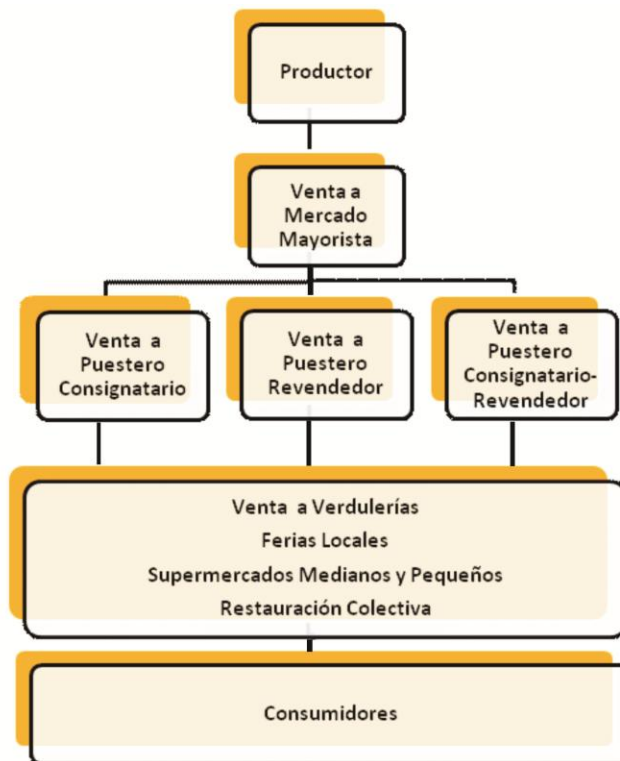 Productor
Venta a
Mercado
Mayorista
Venta a
Puestero
Consignatario
Venta a
Puestero
Revendedor
Venta a
Puestero
Consignatario-
Revendedor
Venta a Verdulerías
Ferias Locales
Supermercados Medianos y Pequeños
Restauración Colectiva
Consumidores